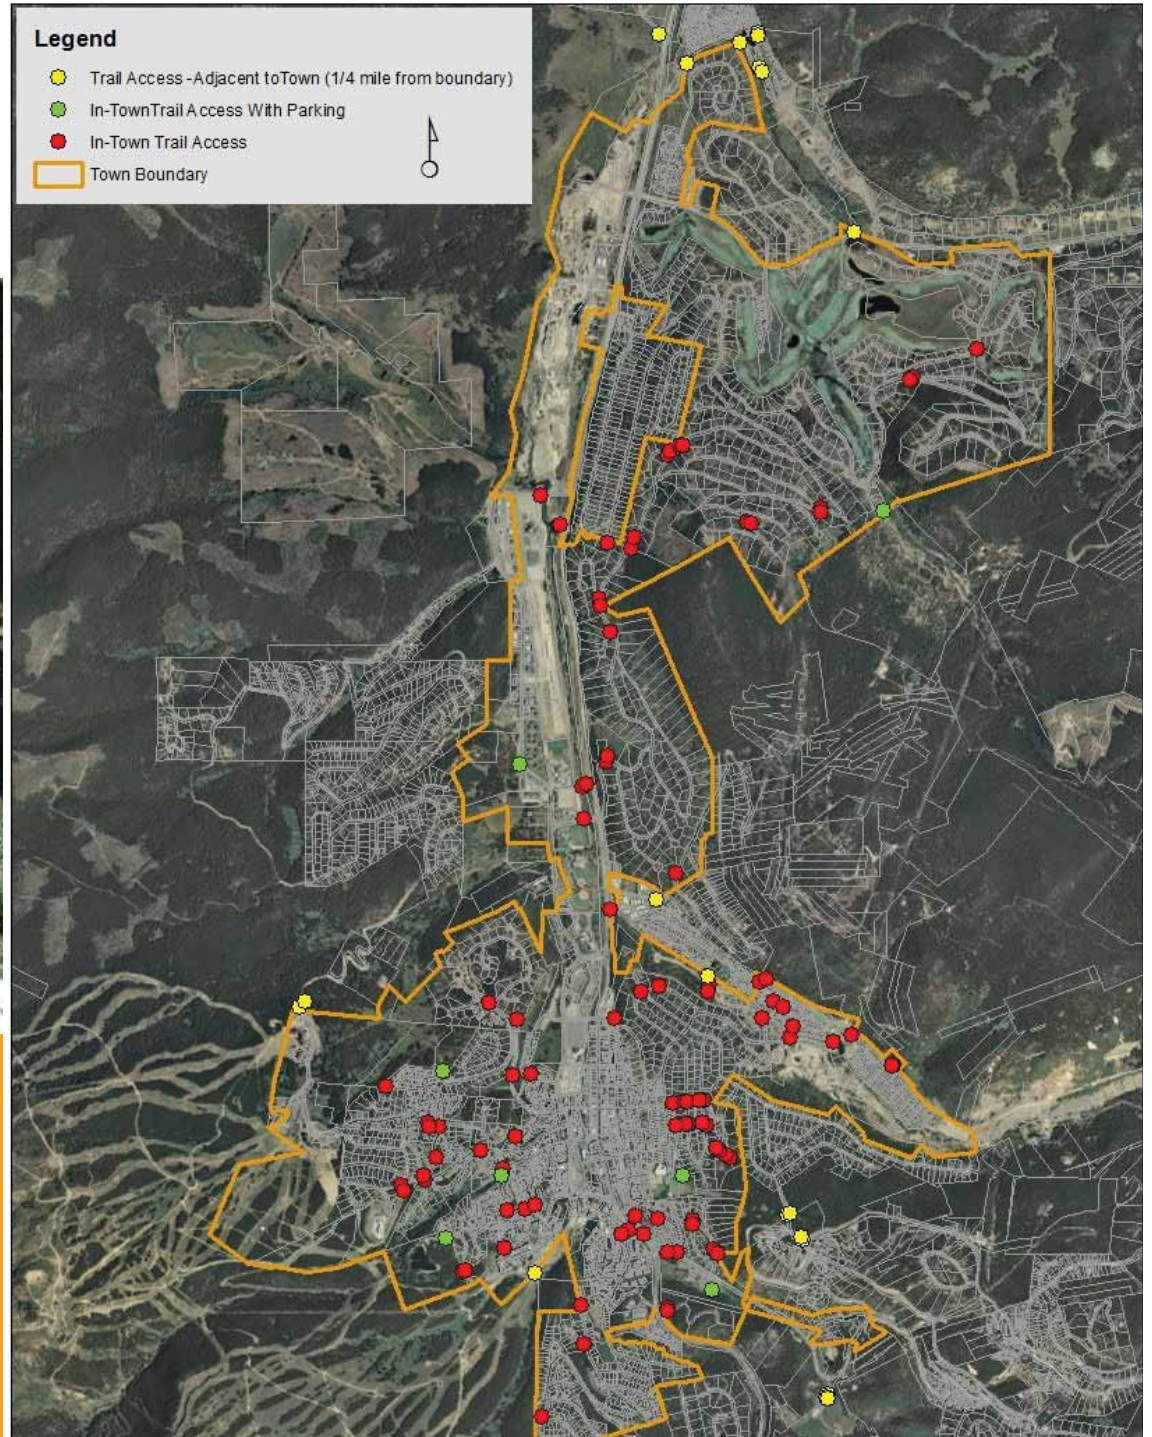 Legend
Trail Access -Adjacent toTown (1/4 mile from boundary)
In-TownTrail Access With Parking
In-Town Trail Access
Town Boundary